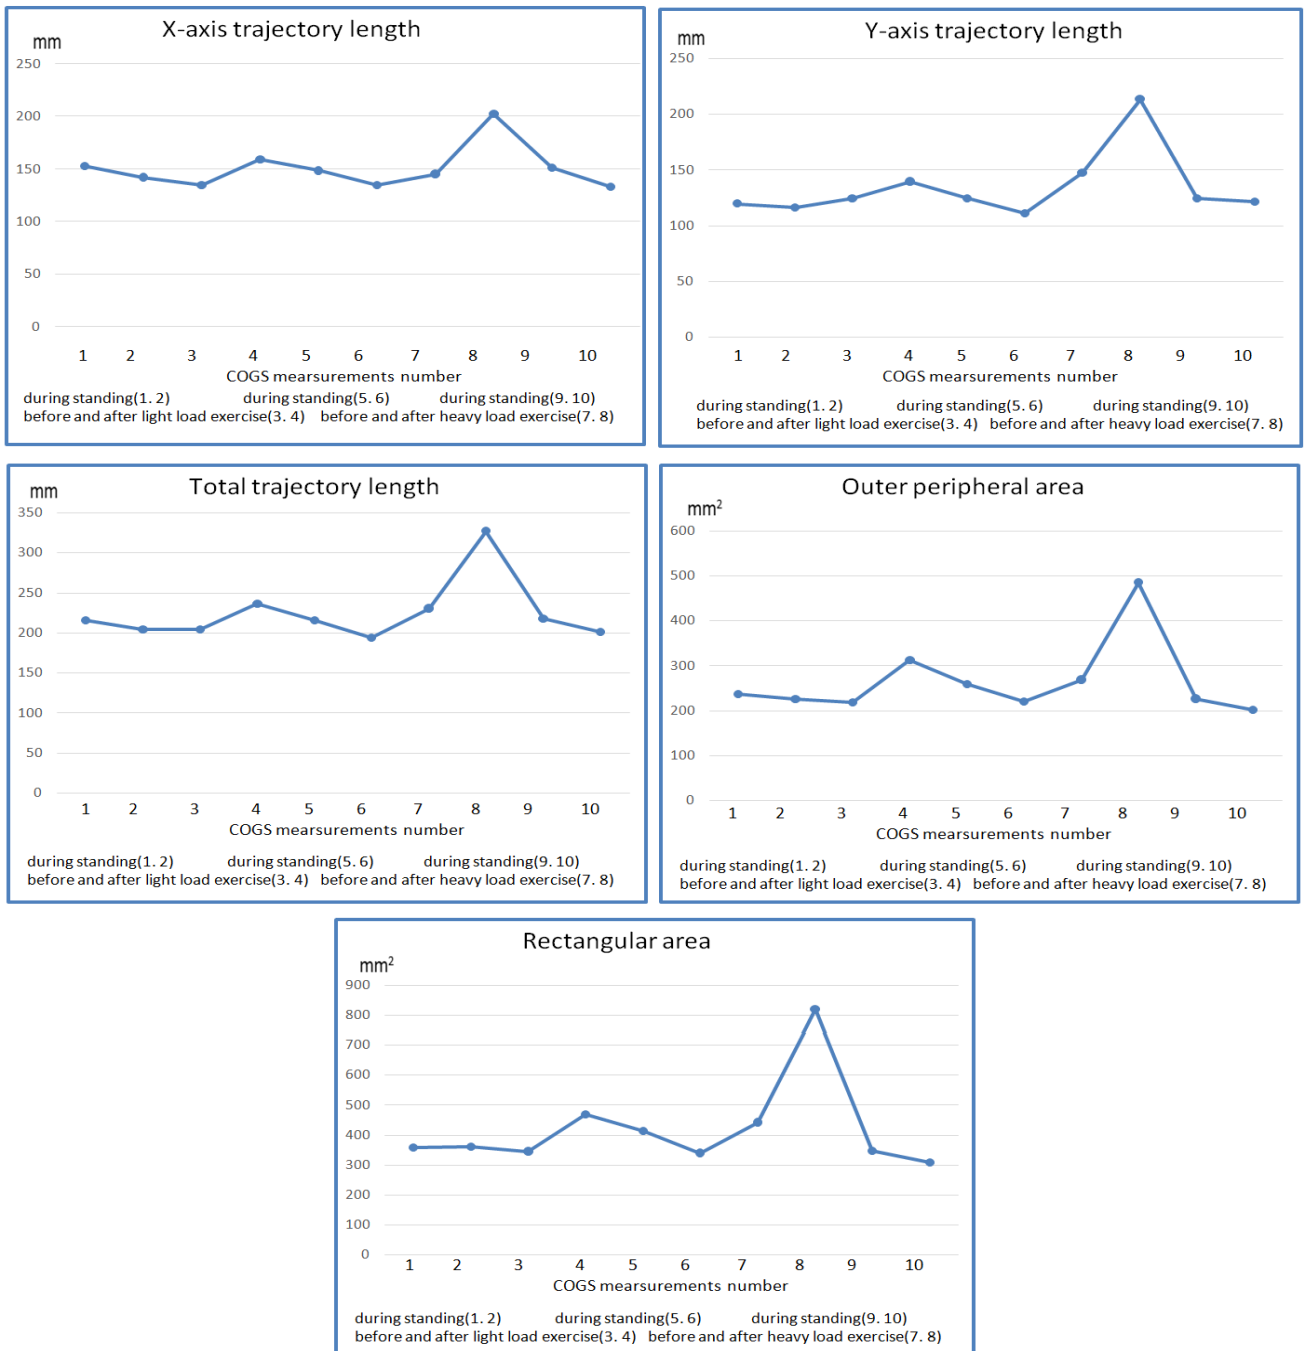 X-axis trajectory length
mm
250
200
150
100
50
0
1 2 3 4 5 6 7 8 9 10
COGS mearsurements number
during standing(1. 2) during standing(5. 6) during standing(9. 10)
before and after light load exercise(3. 4) before and after heavy load exercise(7. 8)
Y-axis trajectory length
mm
250
200
150
100
50
0
1 2 3 4 5 6 7 8 9 10
COGS mearsurements number
during standing(1. 2) during standing(5. 6) during standing(9. 10)
before and after light load exercise(3. 4) before and after heavy load exercise(7. 8)
Total trajectory length
mm
350
300
250
200
150
100
50
0
1 2 3 4 5 6 7 8 9 10
COGS mearsurements number
during standing(1. 2) during standing(5. 6) during standing(9. 10)
before and after light load exercise(3. 4) before and after heavy load exercise(7. 8)
Outer peripheral area
mm²
600
500
400
300
200
100
0
1 2 3 4 5 6 7 8 9 10
COGS mearsurements number
during standing(1. 2) during standing(5. 6) during standing(9. 10)
before and after light load exercise(3. 4) before and after heavy load exercise(7. 8)
Rectangular area
mm²
900
800
700
600
500
400
300
200
100
0
1 2 3 4 5 6 7 8 9 10
COGS mearsurements number
during standing(1. 2) during standing(5. 6) during standing(9. 10)
before and after light load exercise(3. 4) before and after heavy load exercise(7. 8)